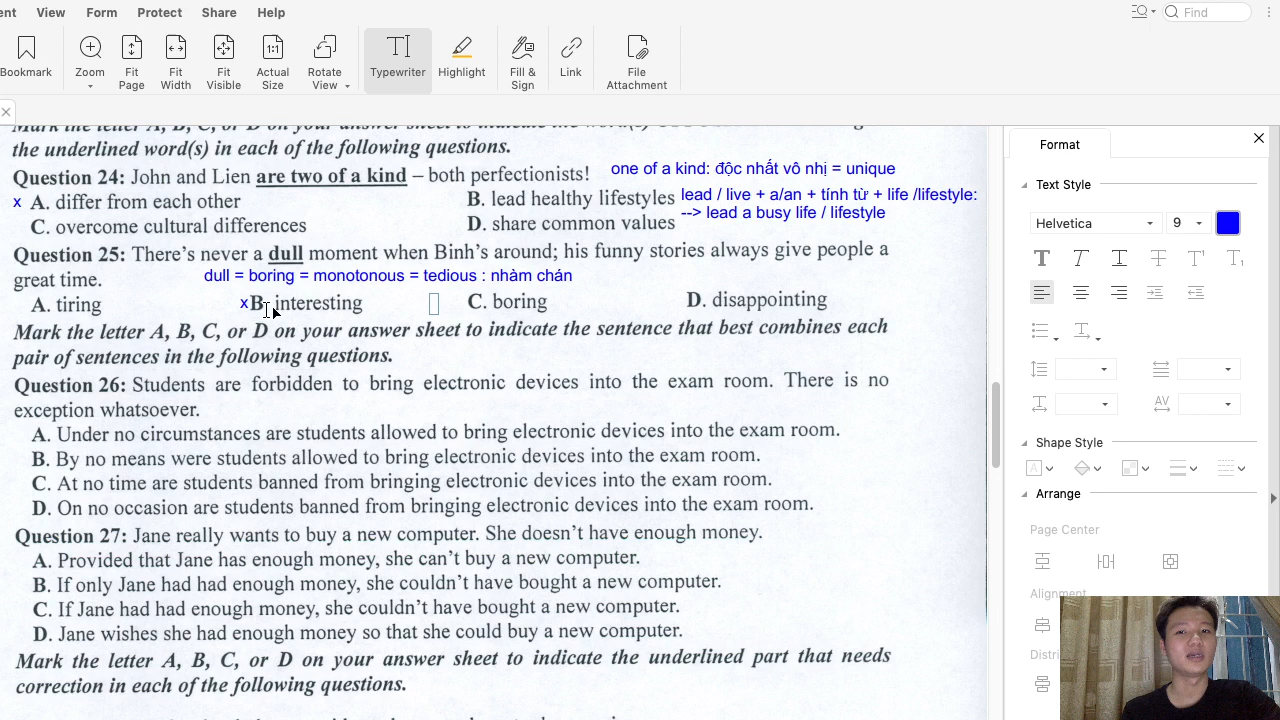 ent View Form Protect Share Help
Find
Bookmark Zoom Fit Page Fit Width Fit Visible Actual Size Rotate View Typewriter Highlight Fill & Sign Link File Attachment
Mark the letter A, B, C, or D on your answer sheet to indicate the word(s)
the underlined word(s) in each of the following questions.
Question 24: John and Lien are two of a kind – both perfectionists! one of a kind: độc nhất vô nhị = unique
x A. differ from each other B. lead healthy lifestyles lead / live + a/an + tính từ + life /lifestyle:
--> lead a busy life / lifestyle
C. overcome cultural differences D. share common values
Question 25: There's never a dull moment when Binh's around; his funny stories always give people a
great time. dull = boring = monotonous = tedious : nhàm chán
A. tiring x B. interesting C. boring D. disappointing
Mark the letter A, B, C, or D on your answer sheet to indicate the sentence that best combines each
pair of sentences in the following questions.
Question 26: Students are forbidden to bring electronic devices into the exam room. There is no
exception whatsoever.
A. Under no circumstances are students allowed to bring electronic devices into the exam room.
B. By no means were students allowed to bring electronic devices into the exam room.
C. At no time are students banned from bringing electronic devices into the exam room.
D. On no occasion are students banned from bringing electronic devices into the exam room.
Question 27: Jane really wants to buy a new computer. She doesn't have enough money.
A. Provided that Jane has enough money, she can't buy a new computer.
B. If only Jane had had enough money, she couldn't have bought a new computer.
C. If Jane had had enough money, she couldn't have bought a new computer.
D. Jane wishes she had enough money so that she could buy a new computer.
Mark the letter A, B, C, or D on your answer sheet to indicate the underlined part that needs
correction in each of the following questions.
Format
Text Style
Helvetica 9
Shape Style
Arrange
Page Center
Alignment
Distri